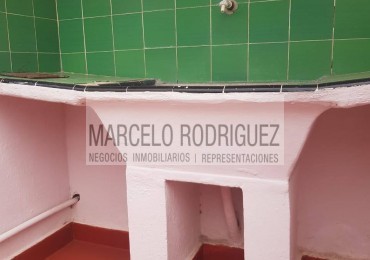 MARCELO RODRIGUEZ
NEGOCIOS INMOBILIARIOS | REPRESENTACIONES